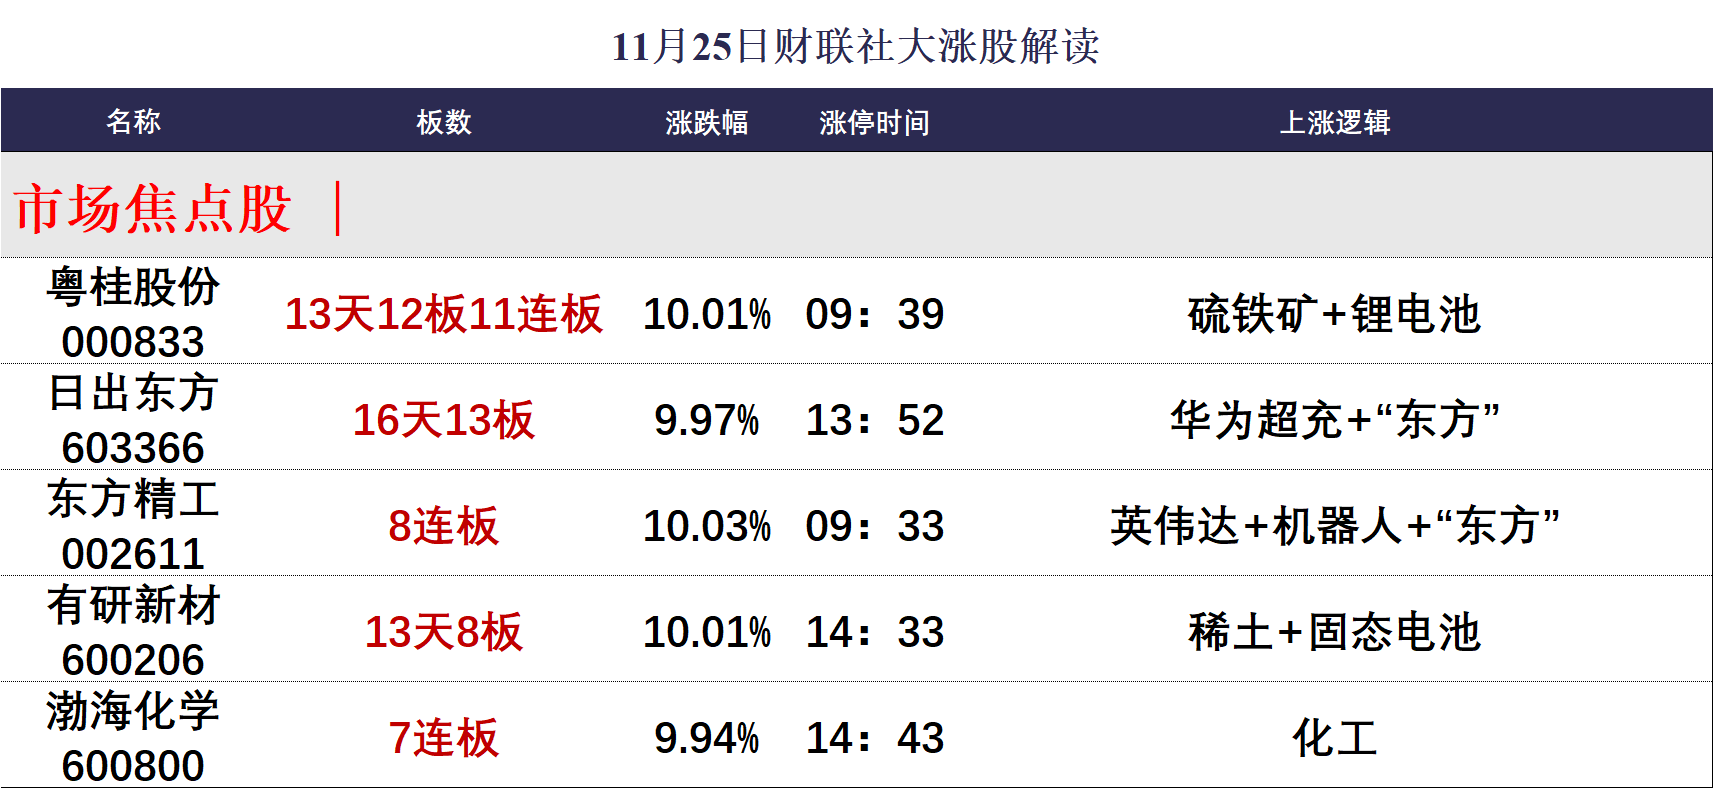 11月25日财联社大涨股解读
名称 板数 涨跌幅 涨停时间 上涨逻辑
市场焦点股 ｜
粤桂股份
000833 13天12板11连板 10.01% 09：39 硫铁矿+锂电池
日出东方
603366 16天13板 9.97% 13：52 华为超充+“东方”
东方精工
002611 8连板 10.03% 09：33 英伟达+机器人+“东方”
有研新材
600206 13天8板 10.01% 14：33 稀土+固态电池
渤海化学
600800 7连板 9.94% 14：43 化工